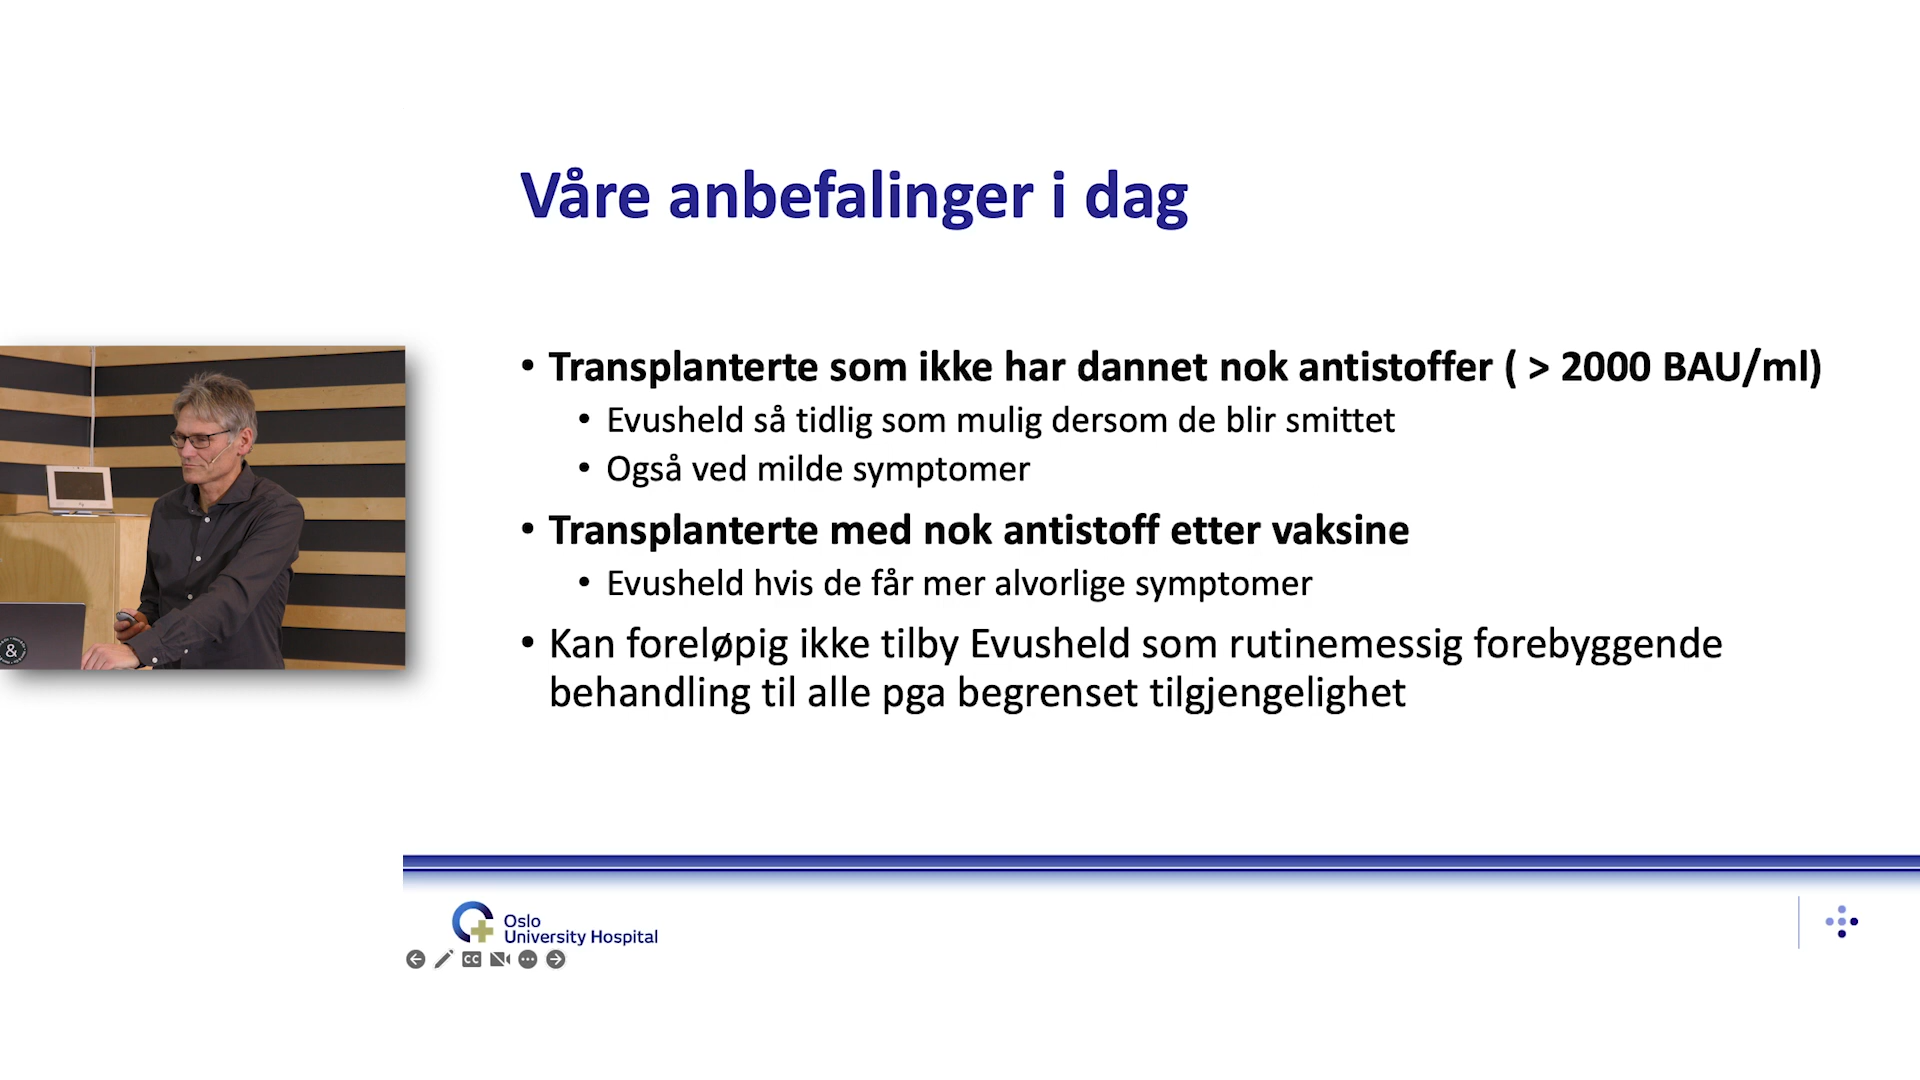 Våre anbefalinger i dag
• Transplanterte som ikke har dannet nok antistoffer ( > 2000 BAU/ml)
• Evusheld så tidlig som mulig dersom de blir smittet
• Også ved milde symptomer
• Transplanterte med nok antistoff etter vaksine
• Evusheld hvis de får mer alvorlige symptomer
• Kan foreløpig ikke tilby Evusheld som rutinemessig forebyggende
behandling til alle pga begrenset tilgjengelighet
&
Oslo
University Hospital
CC